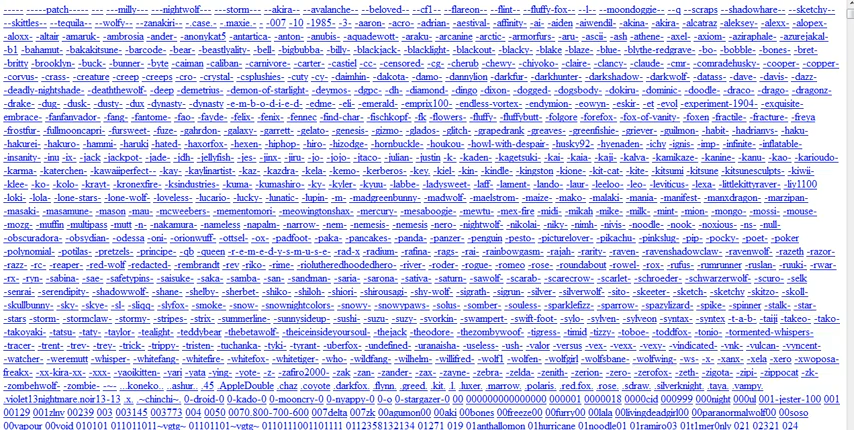 _ _____ -----patch----- --- ---milly--- ---nightwolf--- ---storm--- --akira-- --avalanche-- --beloved-- --cf1-- --flareon-- --flint-- --fluffy-fox-- --l-- --moondoggie-- --q --scraps --shadowhare-- --sketchy--
--skittles-- --tequila-- --wolfy-- --zanakiri-- -.case.- -.maxie.- - -007 -10 -1985- -3- -aaron- -acro- -adrian- -aestival- -affinity- -ai- -aiden -aiwendil- -akina- -akira- -alcatraz -aleksey- -alexx- -alopex-
-aloxx- -altair -amaruk- -ambrosia -ander- -anonykat5 -antartica- -anton- -anubis- -aquadewott- -araku- -arcanine -arctic- -armorfurs- -aru- -ascii- -ash -athene- -axel- -axiom- -aziraphale- -azurejakal-
-b1 -bahamut- -bakakitsune- -barcode- -bear- -beastlyality- -bell- -bigbubba- -billy- -blackjack- -blacklight- -blackout- -blacky- -blake -blaze- -blue- -blythe-redgrave- -bo- -bobble- -bones- -bret-
-britty -brooklyn- -buck- -bunner- -byte -caiman -caliban- -carnivore- -carter- -castiel -cc- -censored- -cg- -cherub -chewy- -chiyoko- -claire- -clancy- -claude- -cmr- -comradehusky- -cooper- -copper-
-corvus- -crass- -creature -creep -creeps -cro- -crystal- -csplushies- -cuty -cy- -dainhin- -dakota- -damo- -dannylion -darkfur- -darkhunter- -darkshadow- -darkwolf- -datass- -dave- -davis- -dazz-
-deadly-nightshade- -deaththewolf- -deep -demetrius- -demon-of-starlight- -deymos- -dgpc- -dh- -diamond- -dingo -dixon- -dogged- -dogsbody- -dokiru- -dominic- -doodle- -draco- -drago- -dragonz-
-drake- -dug- -dusk- -dusty- -dux -dynasty- -dynasty -e-m-b-o-d-i-e-d- -edme- -eli- -emerald- -emprix100- -endless-vortex- -endymion- -eowyn- -eskir- -et -evol -experiment-1904- -exquisite-
embrace- -fanfanvador- -fang- -fantome- -fao- -fayde- -felix- -fenix- -fennec -find-char- -fischkopf- -fk -flowers- -fluffy- -fluffybutt- -folgore -forefox- -fox-of-vanity- -foxen -fractile- -fracture- -freya
-frostfur- -fullmooncapri- -fursweet- -fuze- -gahrdon- -galaxy- -garrett- -gelato- -genesis- -gizmo- -glados- -glitch- -grapedrank -greaves- -greenfishie- -griever- -guilmon- -habit- -hadrianvs- -haku-
-hakurei- -hakuro- -hammi- -haruki -hated- -haxorfox- -hexen- -hiphop- -hiro- -hizodge- -hornbuckle- -houkou- -howl-with-despair- -husky92- -hvenaden- -ichy -ignis- -imp- -infinite- -inflatable-
-insanity- -inu -ix- -jack -jackpot- -jade- -jdh- -jellyfish- -jes- -jinx- -jiru- -jo- -jojo- -jtaco- -julian- -justin -k- -kaden- -kagetsuki- -kai- -kaia- -kaji- -kalva- -kamikaze- -kanine- -kanu- -kao- -karioudo-
-karma- -katerchen- -kawaiiperfect-- -kay- -kaylinartist- -kaz- -kazdra- -kela- -kemo- -kerberos- -key, -kiel- -kin- -kindle- -kingston -kione- -kit-cat- -kite- -kitsumi -kitsune -kitsunesculpts- -kiwii-
-klee- -ko- -kolo- -krayt- -kronexfire- -ksindustries- -kuma- -kumashiro- -ky- -kyler- -kyuu- -labbe- -ladysweet- -laff- -lament- -lando- -laur- -leeloo- -leo- -leviticus- -lexa- -littlekittyraver- -liy1100
-loki- -lola- -lone-stars- -lone-wolf- -loveless- -lucario- -lucky- -lunatic- -lupin- -m- -madgreenbunny- -madwolf- -maelstrom- -maize- -mako- -malaki- -mania- -manifest- -manxdragon- -marzipan-
-masaki- -masamune- -mason -mau- -mcweebers- -mementomori- -meowingtonshax- -mercury- -mesaboogie- -mewtu- -mex-fire -midi- -mikah -mike- -milk- -mint- -mion- -mongo- -mossi- -mouse-
-mozg- -muffin -multipass -mutt -n- -nakumura- -nameless -napalm- -narrow- -nem- -nemesis- -nemesis -nero- -nightwolf- -nikolai- -niky- -nimh- -nivis- -noodle- -nook- -noxious- -ns- -null-
-obscuradora- -obsydian- -odessa -oni- -orionwuff- -ottsel- -ox- -padfoot- -paka- -pancakes- -panda- -panzer- -penguin -pesto- -picturelover- -pikachu- -pinkslug- -pip- -pocky- -poet- -poker
-polynomial- -potilas- -pretzels- -principe- -qb -queen -r-e-m-e-d-y-s-m-u-s-e- -rad-x -radium- -rafina- -rags- -rai- -rainbowgasm- -rajah- -rarity- -raven- -ravenshadowclaw- -ravenwolf- -razeth -razor-
-razz- -rc- -reaper- -red-wolf -redacted- -rembrandt -rev -riko- -rime- -riotlutheredhoodedhero- -river- -roder -rogue- -romeo -rose- -roundabout -rowel- -rox- -rufus- -rumrunner -ruslan- -ruuki- -rwar-
-rx- -ryn- -sabina- -sae- -safetypins- -saisuke- -saka- -samba- -san- -sandman- -saria- -sarona- -sativa- -saturn- -sawolf- -scarab- -scarecrow- -scarlet- -schroeder- -schwarzerwolf- -scuro- -selk
-senrai- -serendipity- -shadowwolf- -shane- -shelby- -sherbet- -shiko- -shiloh- -shiori- -shirosagi- -shy-wolf- -sigrath- -sigrun- -silver- -silverwolf -sito- -skeeter- -sketch- -sketchy -skitzo- -skoll-
-skullbunny- -sky- -skye- -sl- -sliqq- -slyfox- -smoke- -snow- -snownightcolors- -snowy- -snowypaws- -solus- -somber- -souless- -sparklefizz- -sparrow- -spazylizard- -spike- -spinner -stalk- -star-
-stars -storm- -stormclaw- -stormy- -stripes- -strix- -summerline- -sunnysideup- -sushi- -suzu- -suzy- -svorkin- -swampert- -swift-foot- -sylo- -sylven- -sylveon -syntax- -syntex- -t-a-b- -taiji -takeo- -tako-
-takoyaki- -tatsu- -taty- -taylor- -tealight- -teddybear -thebetawolf- -theiceinsideyoursoul- -thejack -theodore- -thezombywoof- -tigress- -timid -tizzy- -toboe- -toddfox- -tonio- -tormented-whispers-
-tracer- -trent- -trev- -trey- -trick- -trippy- -tristen- -tuchanka- -tyki- -tyrant- -uberfox- -undefined- -uranaisha- -useless- -ush- -valor -versus -vex- -vexx- -vexy- -vindicated -vnk- -vulcan- -vyncent-
-watcher- -weremutt -whisper- -whitefang- -whitefire- -whitefox- -whitetiger- -who- -wildfang- -wilhelm- -willifred- -wolf1 -wolfen- -wolfgirl -wolfsbane- -wolfwing- -ws- -x- -xanx- -xela -xero -xwoposa-
freakx- -xx-kira-xx- -xxx- -yaoikitten- -yari -yata -ying- -yote- -z- -zafiro2000- -zak -zan- -zander- -zax- -zayne- -zebra- -zelda- -zenith- -zerion- -zero- -zerofox- -zeth- -zigota- -zipi- -zippocat -zk-
-zombiewolf- -zombie- -~- ...koneko.. ..ashur.. .45 .AppleDouble .chaz .coyote .darkfox. .flynn. .greed. .kit. .l. .luxer. .marrow. .polaris. .red.fox. .rose. .sdraw. .silverknight. .taya. .vampy.
.violet13nightmare.noir13-13 .x. .~chinchi~. 0-droid-0 0-kado-0 0-mooncry-0 0-nyappy-0 0-o 0-stargazer-0 00 00000000000000000 000001 0000018 0000cid 000999 000night 000ul 001-jester-100 001
00129 001zlnv 00239 003 003145 003773 004 0050 0070.800-700-600 007delta 007zk 00agumon00 00aki 00bones 00freeze00 00furry00 00lala 00livingdeadgirl00 00paranormalwolf00 00soso
00vapour 00void 010101 01011011~vgtg~ 01101011~vgtg~ 0110111001101111 0112358132134 01271 019 01anthallomon 01hurricane 01noodle01 01ramiro03 01t1mer0nly 021 02321 024